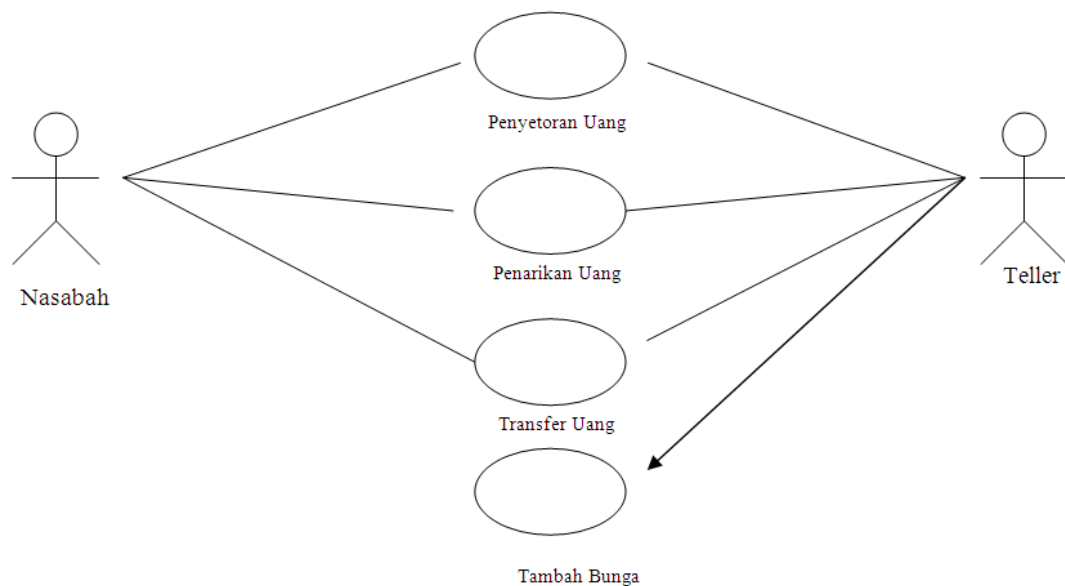 Penyetoran Uang
Penarikan Uang
Nasabah
Teller
Transfer Uang
Tambah Bunga